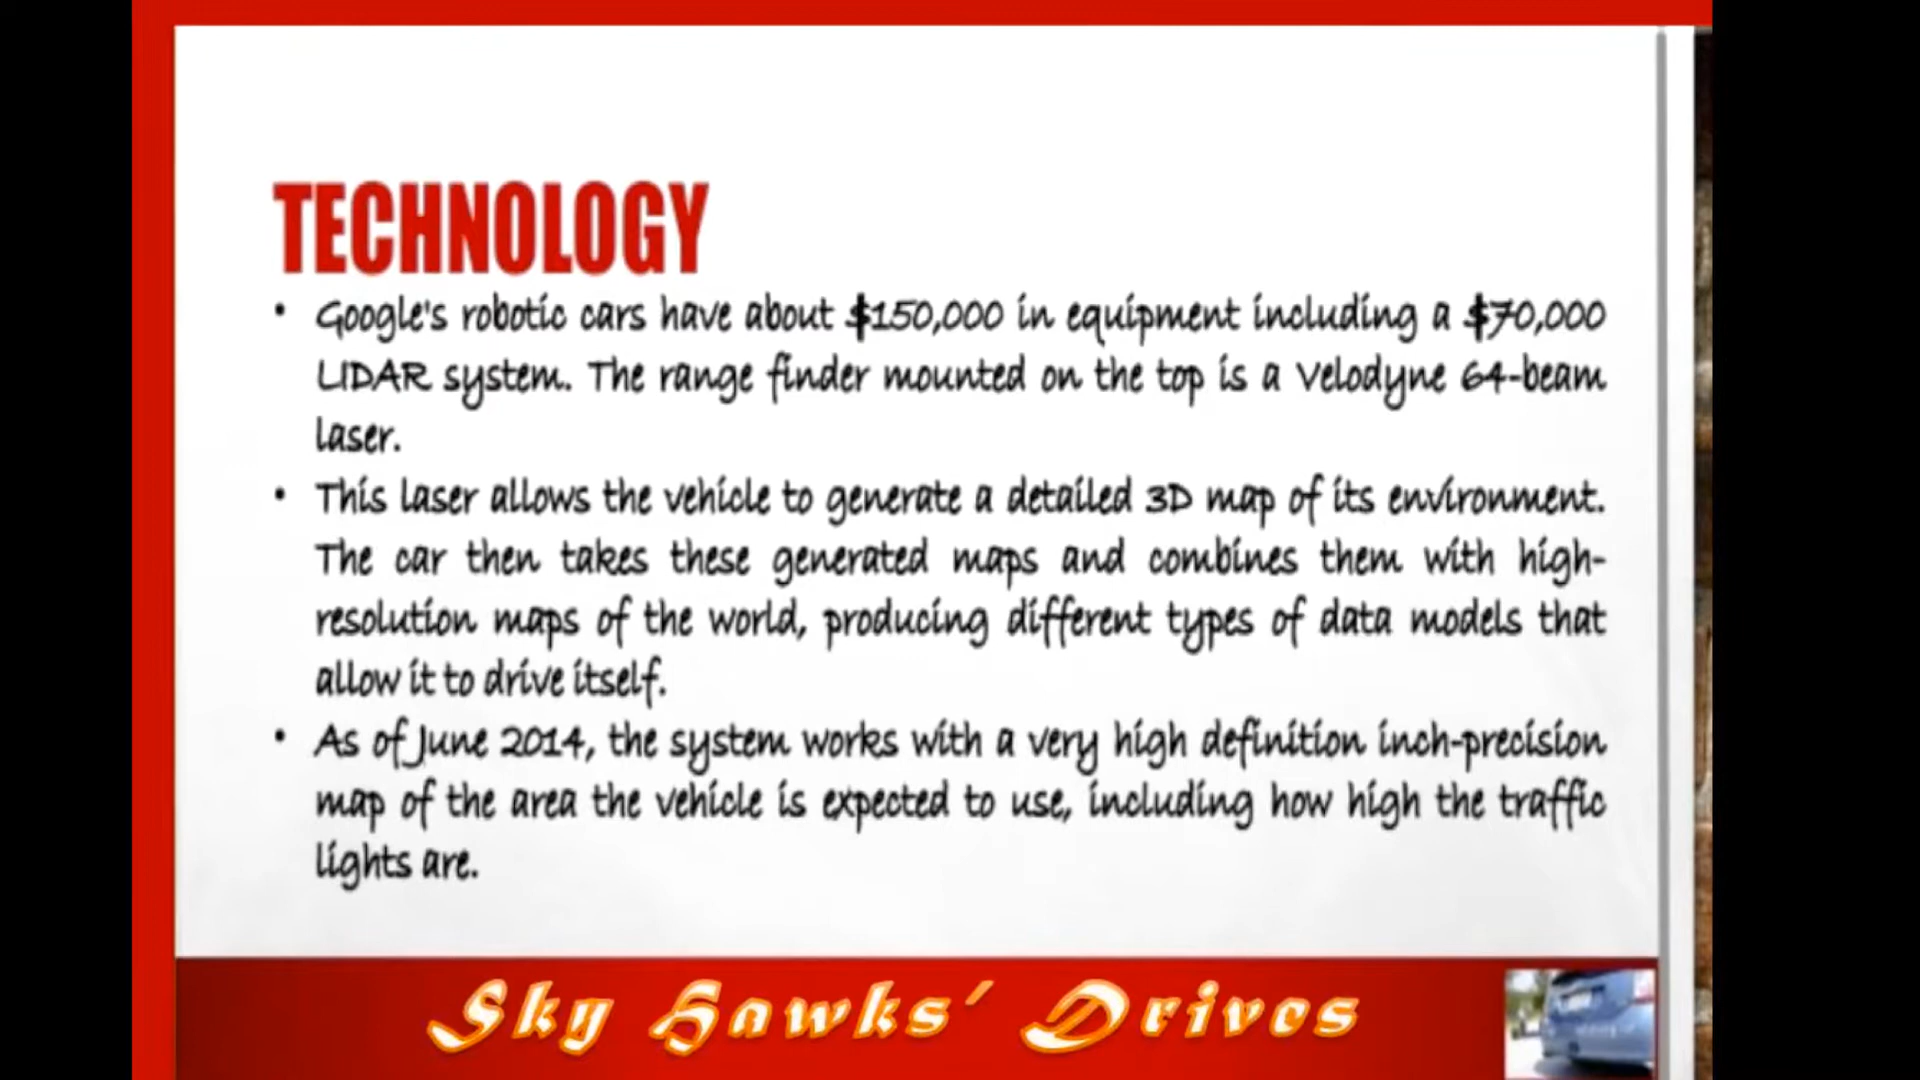 TECHNOLOGY
• Google's robotic cars have about $150,000 in equipment including a $70,000
LIDAR system. The range finder mounted on the top is a Velodyne 64-beam
laser.
• This laser allows the vehicle to generate a detailed 3D map of its environment.
The car then takes these generated maps and combines them with high-
resolution maps of the world, producing different types of data models that
allow it to drive itself.
• As of June 2014, the system works with a very high definition inch-precision
map of the area the vehicle is expected to use, including how high the traffic
lights are.
Sky Hawks' Drives